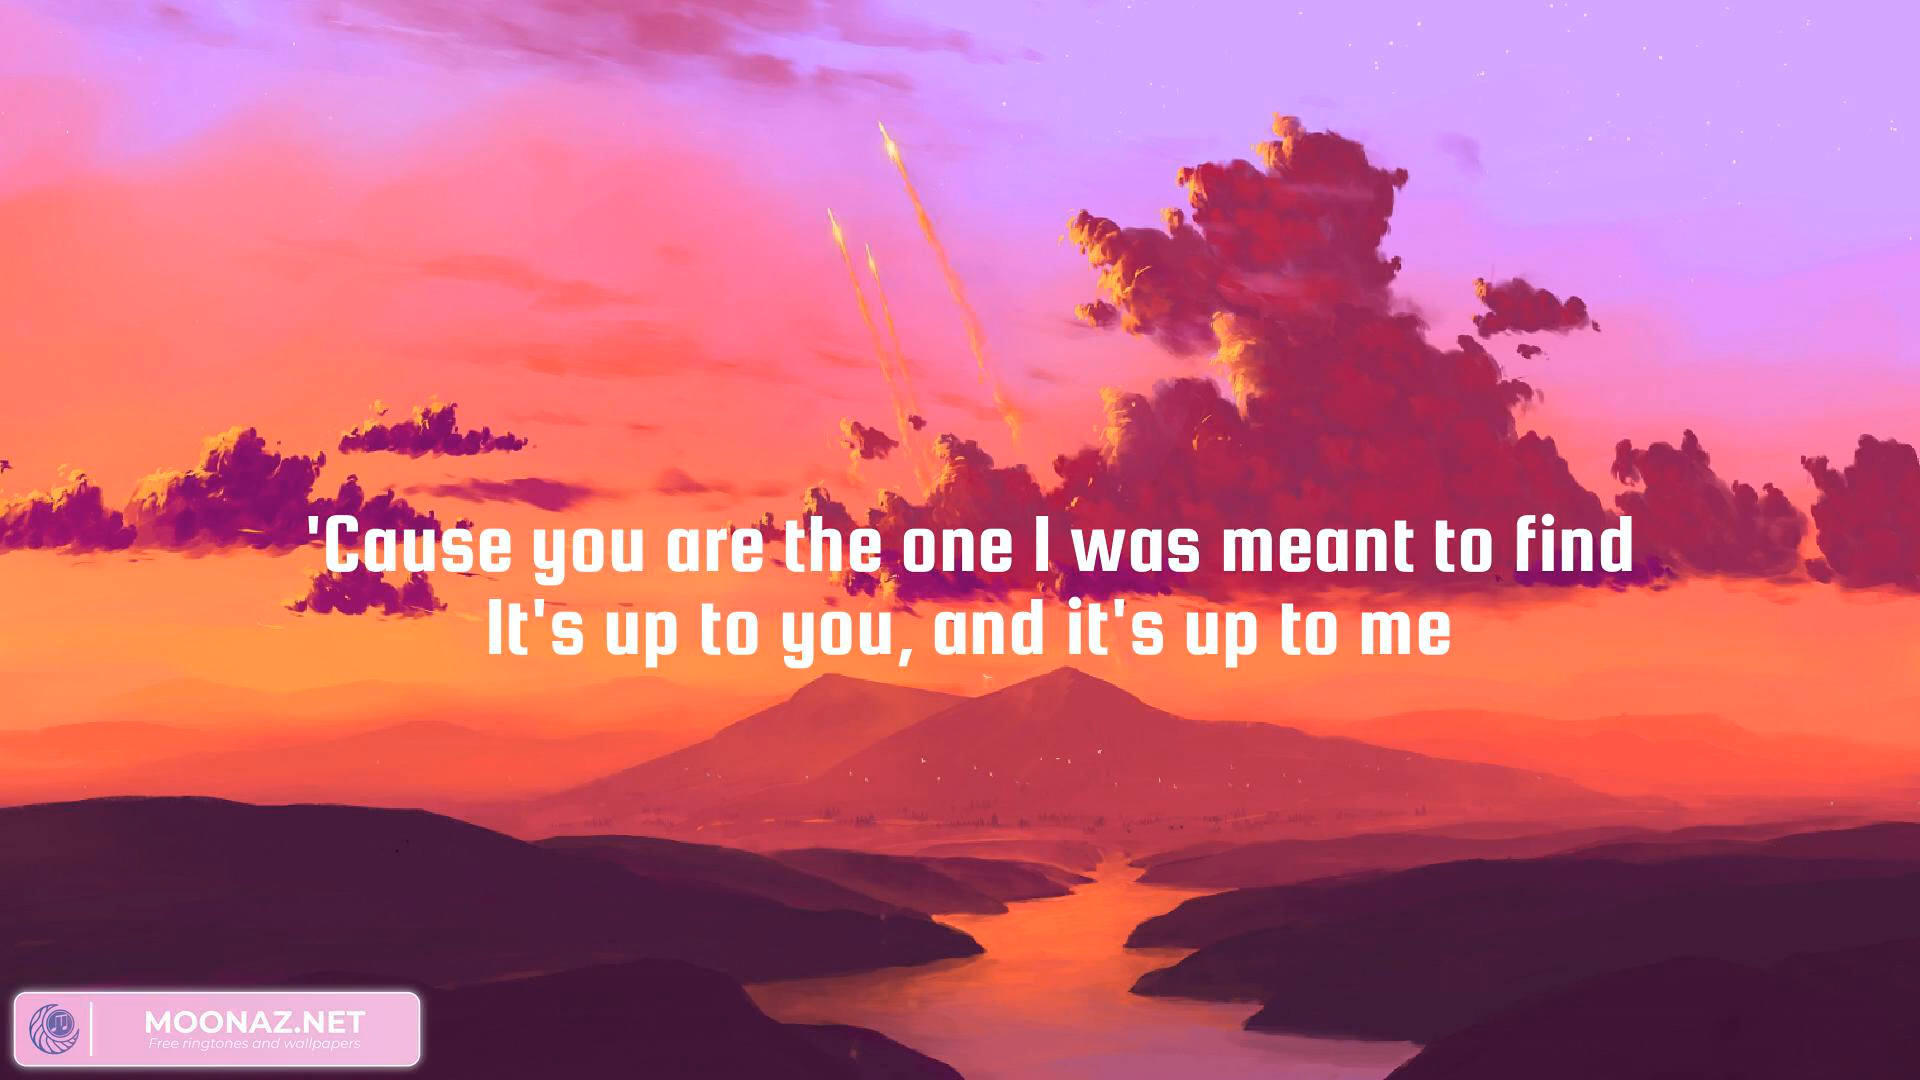 'Cause you are the one I was meant to find
It's up to you, and it's up to me
MOONAZ.NET
Free ringtones and wallpapers